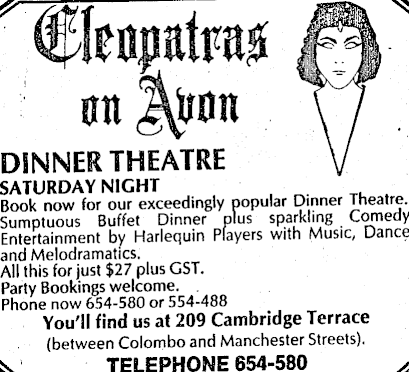 Cleopatras
on Avon
DINNER THEATRE
SATURDAY NIGHT
Book now for our exceedingly popular Dinner Theatre.
Sumptuous Buffet Dinner plus sparkling Comedy
Entertainment by Harlequin Players with Music, Dance
and Melodramatics.
All this for just $27 plus GST.
Party Bookings welcome.
Phone now 654-580 or 554-488
You'll find us at 209 Cambridge Terrace
(between Colombo and Manchester Streets).
TELEPHONE 654-580